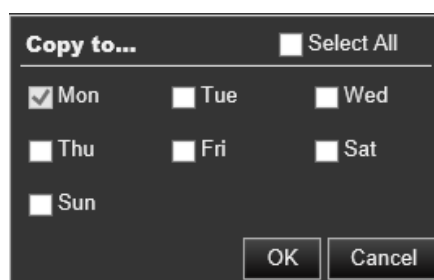 Copy to... Select All
Mon Tue Wed
Thu Fri Sat
Sun
OK Cancel